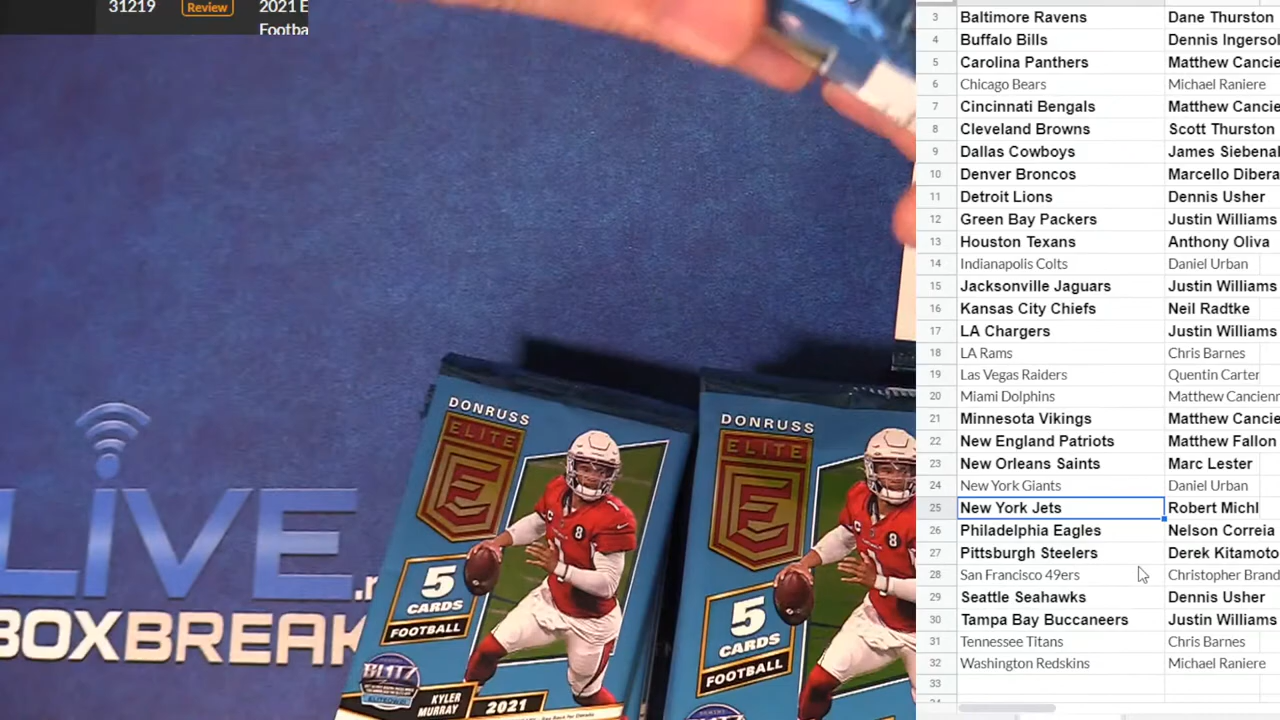 31219 Review 2021 E
Footba
LiVE
BOXBREAK
DONRUSS
ELITE
5
CARDS
FOOTBALL
BLITZ
KYLER
MURRAY
2021
DONRUSS
ELITE
5
CARDS
FOOTBALL
3 Baltimore Ravens Dane Thurston
4 Buffalo Bills Dennis Ingersol
5 Carolina Panthers Matthew Cancie
6 Chicago Bears Michael Raniere
7 Cincinnati Bengals Matthew Cancie
8 Cleveland Browns Scott Thurston
9 Dallas Cowboys James Siebenal
10 Denver Broncos Marcello Dibera
11 Detroit Lions Dennis Usher
12 Green Bay Packers Justin Williams
13 Houston Texans Anthony Oliva
14 Indianapolis Colts Daniel Urban
15 Jacksonville Jaguars Justin Williams
16 Kansas City Chiefs Neil Radtke
17 LA Chargers Justin Williams
18 LA Rams Chris Barnes
19 Las Vegas Raiders Quentin Carter
20 Miami Dolphins Matthew Cancienn
21 Minnesota Vikings Matthew Cancie
22 New England Patriots Matthew Fallon
23 New Orleans Saints Marc Lester
24 New York Giants Daniel Urban
25 New York Jets Robert Michl
26 Philadelphia Eagles Nelson Correia
27 Pittsburgh Steelers Derek Kitamoto
28 San Francisco 49ers Christopher Brand
29 Seattle Seahawks Dennis Usher
30 Tampa Bay Buccaneers Justin Williams
31 Tennessee Titans Chris Barnes
32 Washington Redskins Michael Raniere
33